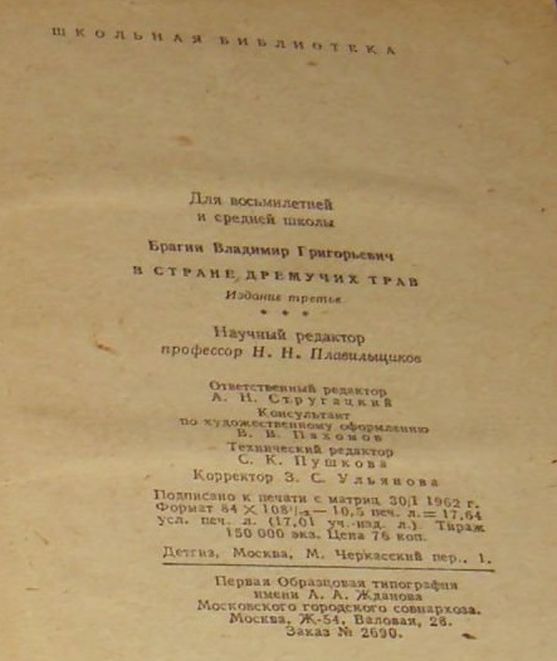 ШКОЛЬНАЯ БИБЛИОТЕКА
Для восьмилетней
и средней школы
Брагин Владимир Григорьевич
В СТРАНЕ ДРЕМУЧИХ ТРАВ
Издание третье
* * *
Научный редактор
профессор Н. Н. Плавильщиков
Ответственный редактор
А. Н. Стругацкий
Консультант
по художественному оформлению
В. В. Пахомов
Технический редактор
С. К. Пушкова
Корректор З. С. Ульянова
Подписано к печати с матриц 30/I 1962 г.
Формат 84 × 108¹/₃₂ — 10,5 печ. л. = 17,64
усл. печ. л. (17,01 уч.-изд. л.). Тираж
150 000 экз. Цена 76 коп.
Детгиз, Москва, М. Черкасский пер., 1.
Первая Образцовая типография
имени А. А. Жданова
Московского городского совнархоза.
Москва, Ж-54, Валовая, 28.
Заказ № 2690.